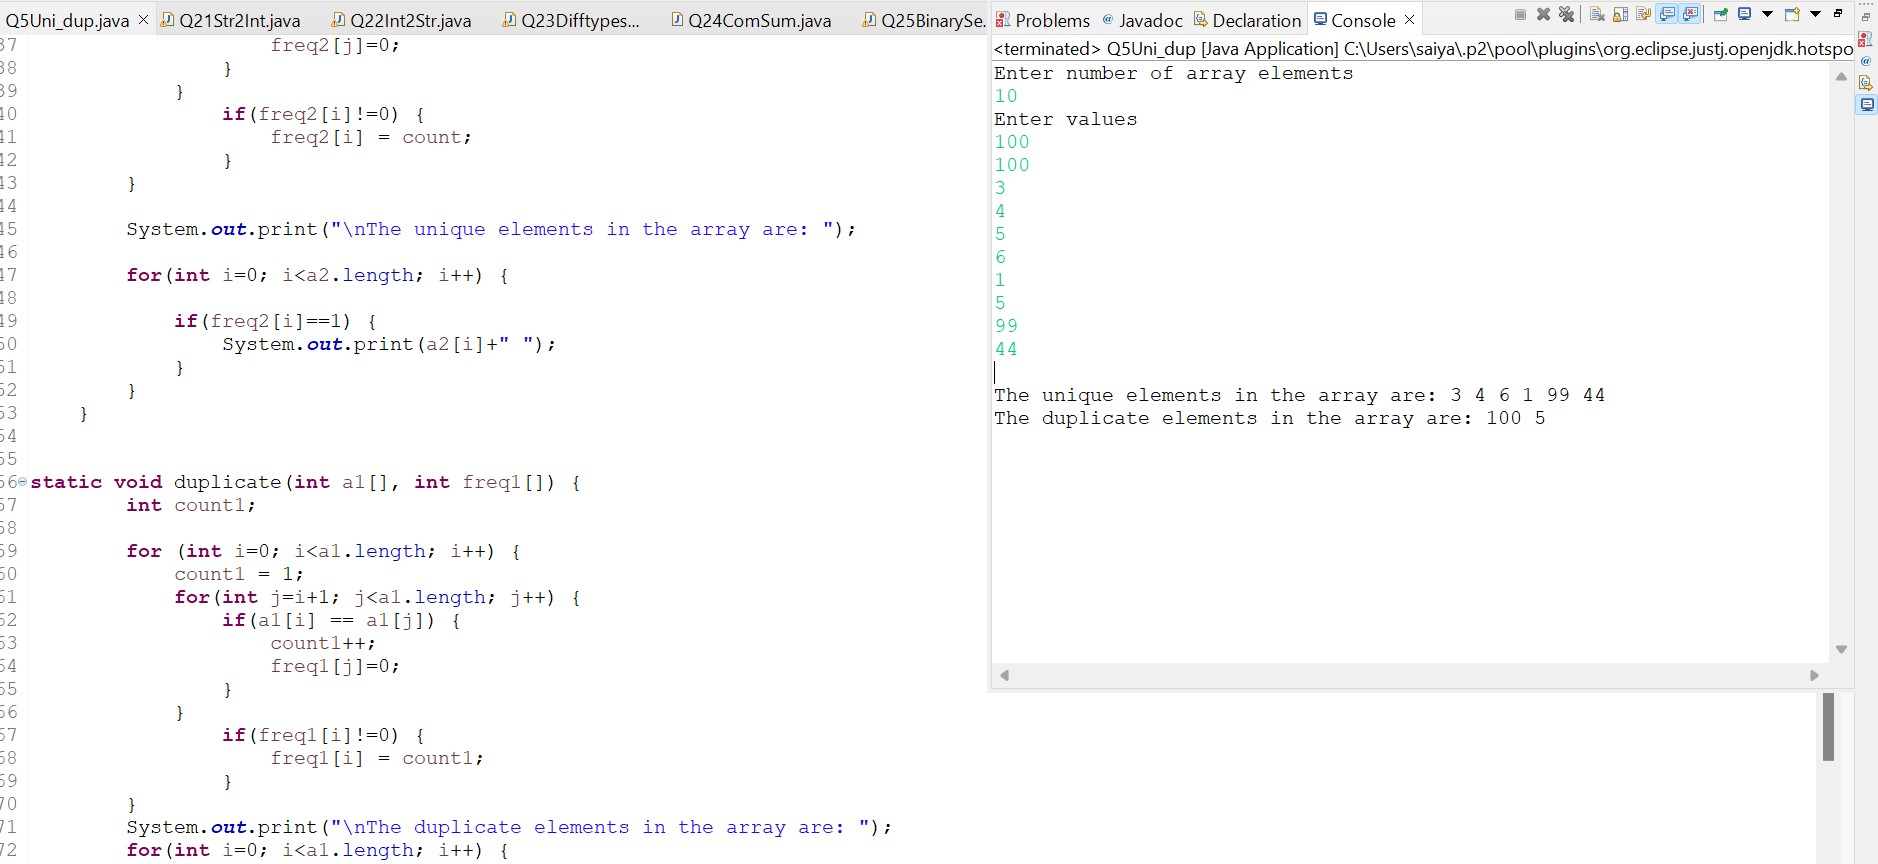 Q5Uni_dup.java Q21Str2Int.java Q22Int2Str.java Q23Difftypes... Q24ComSum.java Q25BinarySe.
37 freq2[j]=0;
38 }
39 }
40 if(freq2[i]!=0) {
41 freq2[i] = count;
42 }
43 }
44
45 System.out.print("\nThe unique elements in the array are: ");
46
47 for(int i=0; i<a2.length; i++) {
48
49 if(freq2[i]==1) {
50 System.out.print(a2[i]+" ");
51 }
52 }
53 }
54
55
56 static void duplicate(int a1[], int freq1[]) {
57 int count1;
58
59 for (int i=0; i<a1.length; i++) {
60 count1 = 1;
61 for(int j=i+1; j<a1.length; j++) {
62 if(a1[i] == a1[j]) {
63 count1++;
64 freq1[j]=0;
65 }
66 }
67 if(freq1[i]!=0) {
68 freq1[i] = count1;
69 }
70 }
71 System.out.print("\nThe duplicate elements in the array are: ");
72 for(int i=0; i<a1.length; i++) {
Problems @ Javadoc Declaration Console
<terminated> Q5Uni_dup [Java Application] C:\Users\saiya\.p2\pool\plugins\org.eclipse.justj.openjdk.hotspo
Enter number of array elements
10
Enter values
100
100
3
4
5
6
1
5
99
44
The unique elements in the array are: 3 4 6 1 99 44
The duplicate elements in the array are: 100 5